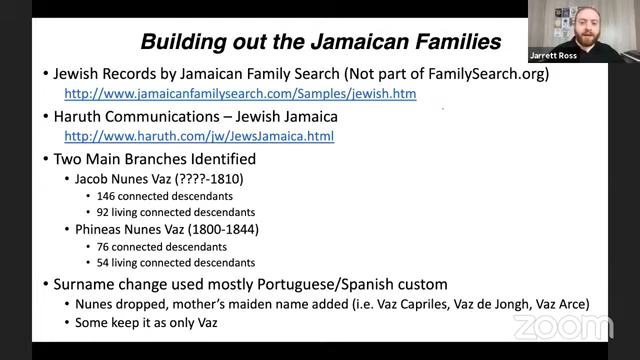 Building out the Jamaican Families
Jarrett Ross
• Jewish Records by Jamaican Family Search (Not part of FamilySearch.org)
http://www.jamaicanfamilysearch.com/Samples/jewish.htm
• Haruth Communications – Jewish Jamaica
http://www.haruth.com/jw/JewsJamaica.html
• Two Main Branches Identified
• Jacob Nunes Vaz (????-1810)
• 146 connected descendants
• 92 living connected descendants
• Phineas Nunes Vaz (1800-1844)
• 76 connected descendants
• 54 living connected descendants
• Surname change used mostly Portuguese/Spanish custom
• Nunes dropped, mother's maiden name added (i.e. Vaz Capriles, Vaz de Jongh, Vaz Arce)
• Some keep it as only Vaz
zoom